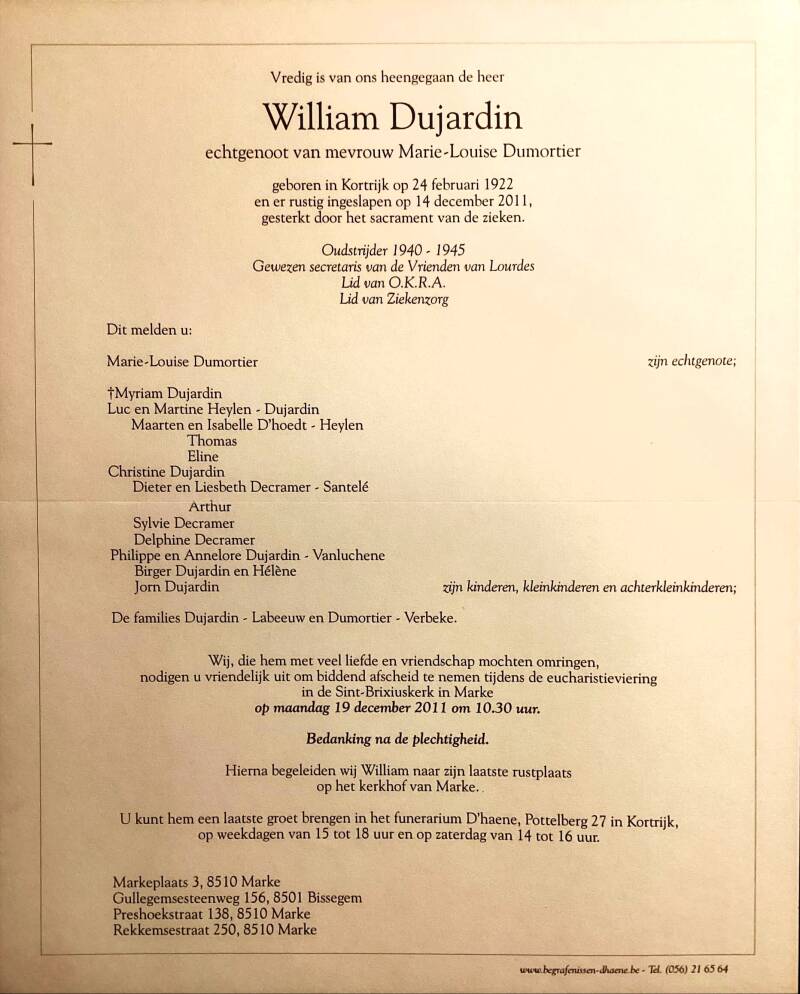 Vredig is van ons heengegaan de heer
William Dujardin
echtgenoot van mevrouw Marie-Louise Dumortier
geboren in Kortrijk op 24 februari 1922
en er rustig ingeslapen op 14 december 2011,
gesterkt door het sacrament van de zieken.
Oudstrijder 1940 - 1945
Gewezen secretaris van de Vrienden van Lourdes
Lid van O.K.R.A.
Lid van Ziekenzorg
Dit melden u:
Marie-Louise Dumortier zijn echtgenote;
†Myriam Dujardin
Luc en Martine Heylen - Dujardin
Maarten en Isabelle D'hoedt - Heylen
Thomas
Eline
Christine Dujardin
Dieter en Liesbeth Decramer - Santelé
Arthur
Sylvie Decramer
Delphine Decramer
Philippe en Annelore Dujardin - Vanluchene
Birger Dujardin en Hélène
Jorn Dujardin zijn kinderen, kleinkinderen en achterkleinkinderen;
De families Dujardin - Labeeuw en Dumortier - Verbeke.
Wij, die hem met veel liefde en vriendschap mochten omringen,
nodigen u vriendelijk uit om biddend afscheid te nemen tijdens de eucharistieviering
in de Sint-Brixiuskerk in Marke
op maandag 19 december 2011 om 10.30 uur.
Bedanking na de plechtigheid.
Hierna begeleiden wij William naar zijn laatste rustplaats
op het kerkhof van Marke.
U kunt hem een laatste groet brengen in het funerarium D'haene, Pottelberg 27 in Kortrijk,
op weekdagen van 15 tot 18 uur en op zaterdag van 14 tot 16 uur.
Markeplaats 3, 8510 Marke
Gullegemsesteenweg 156, 8501 Bissegem
Preshoekstraat 138, 8510 Marke
Rekkemsestraat 250, 8510 Marke
www.begrafenissen-dhaene.be - Tel. (056) 21 65 64